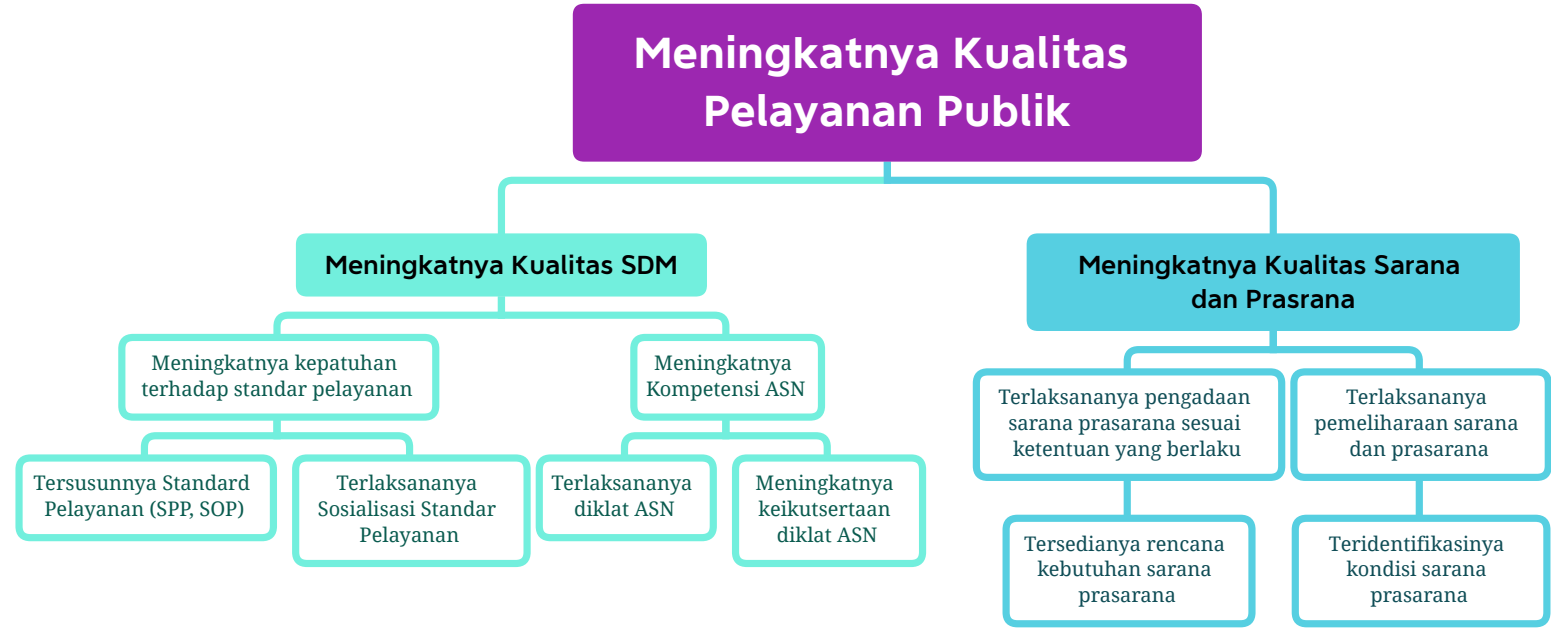 Meningkatnya Kualitas
Pelayanan Publik
Meningkatnya Kualitas SDM
Meningkatnya Kualitas Sarana
dan Prasrana
Meningkatnya kepatuhan
terhadap standar pelayanan
Meningkatnya
Kompetensi ASN
Terlaksananya pengadaan
sarana prasarana sesuai
ketentuan yang berlaku
Terlaksananya
pemeliharaan sarana
dan prasarana
Tersusunnya Standard
Pelayanan (SPP, SOP)
Terlaksananya
Sosialisasi Standar
Pelayanan
Terlaksananya
diklat ASN
Meningkatnya
keikutsertaan
diklat ASN
Tersedianya rencana
kebutuhan sarana
prasarana
Teridentifikasinya
kondisi sarana
prasarana